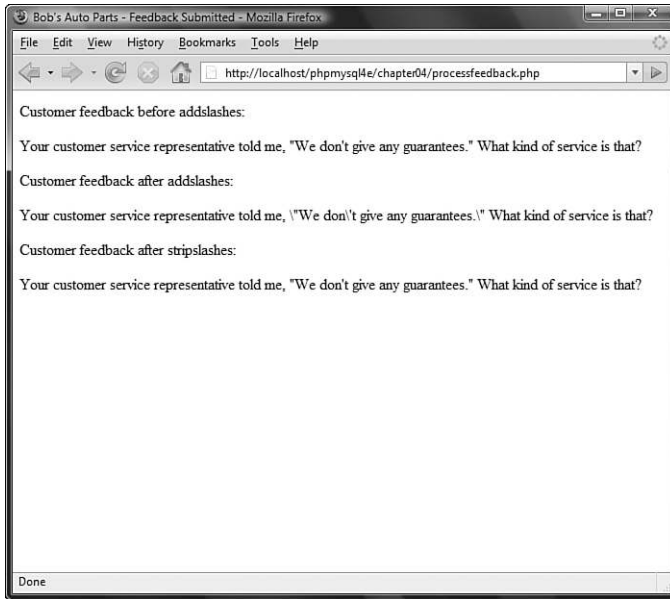 Bob's Auto Parts - Feedback Submitted - Mozilla Firefox
File Edit View History Bookmarks Tools Help
http://localhost/phpmysql4e/chapter04/processfeedback.php
Customer feedback before addslashes:
Your customer service representative told me, "We don't give any guarantees." What kind of service is that?
Customer feedback after addslashes:
Your customer service representative told me, \"We don\'t give any guarantees.\" What kind of service is that?
Customer feedback after stripslashes:
Your customer service representative told me, "We don't give any guarantees." What kind of service is that?
Done